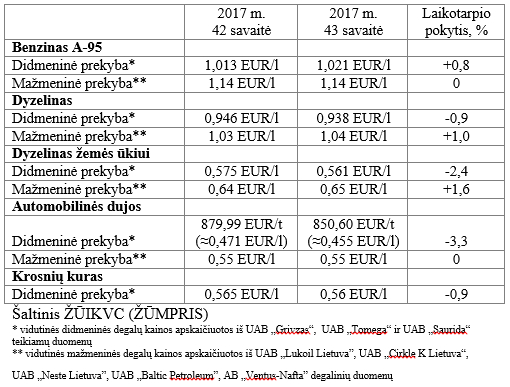 2017 m. 42 savaitė 2017 m. 43 savaitė Laikotarpio pokytis, %
Benzinas A-95
Didmeninė prekyba* 1,013 EUR/l 1,021 EUR/l +0,8
Mažmeninė prekyba** 1,14 EUR/l 1,14 EUR/l 0
Dyzelinas
Didmeninė prekyba* 0,946 EUR/l 0,938 EUR/l -0,9
Mažmeninė prekyba** 1,03 EUR/l 1,04 EUR/l +1,0
Dyzelinas žemės ūkiui
Didmeninė prekyba* 0,575 EUR/l 0,561 EUR/l -2,4
Mažmeninė prekyba** 0,64 EUR/l 0,65 EUR/l +1,6
Automobilinės dujos
Didmeninė prekyba* 879,99 EUR/t (≈0,471 EUR/l) 850,60 EUR/t (≈0,455 EUR/l) -3,3
Mažmeninė prekyba** 0,55 EUR/l 0,55 EUR/l 0
Krosnių kuras
Didmeninė prekyba* 0,565 EUR/l 0,56 EUR/l -0,9
Šaltinis ŽŪIKVC (ŽŪMPRIS)
* vidutinės didmeninės degalų kainos apskaičiuotos iš UAB „Grivzas“, UAB „Tomega“ ir UAB „Saurida“
teikiamų duomenų
** vidutinės mažmeninės degalų kainos apskaičiuotos iš UAB „Lukoil Lietuva”, UAB „Cirkle K Lietuva“,
UAB „Neste Lietuva”, UAB „Baltic Petroleum”, AB „Ventus-Nafta” degalinių duomenų